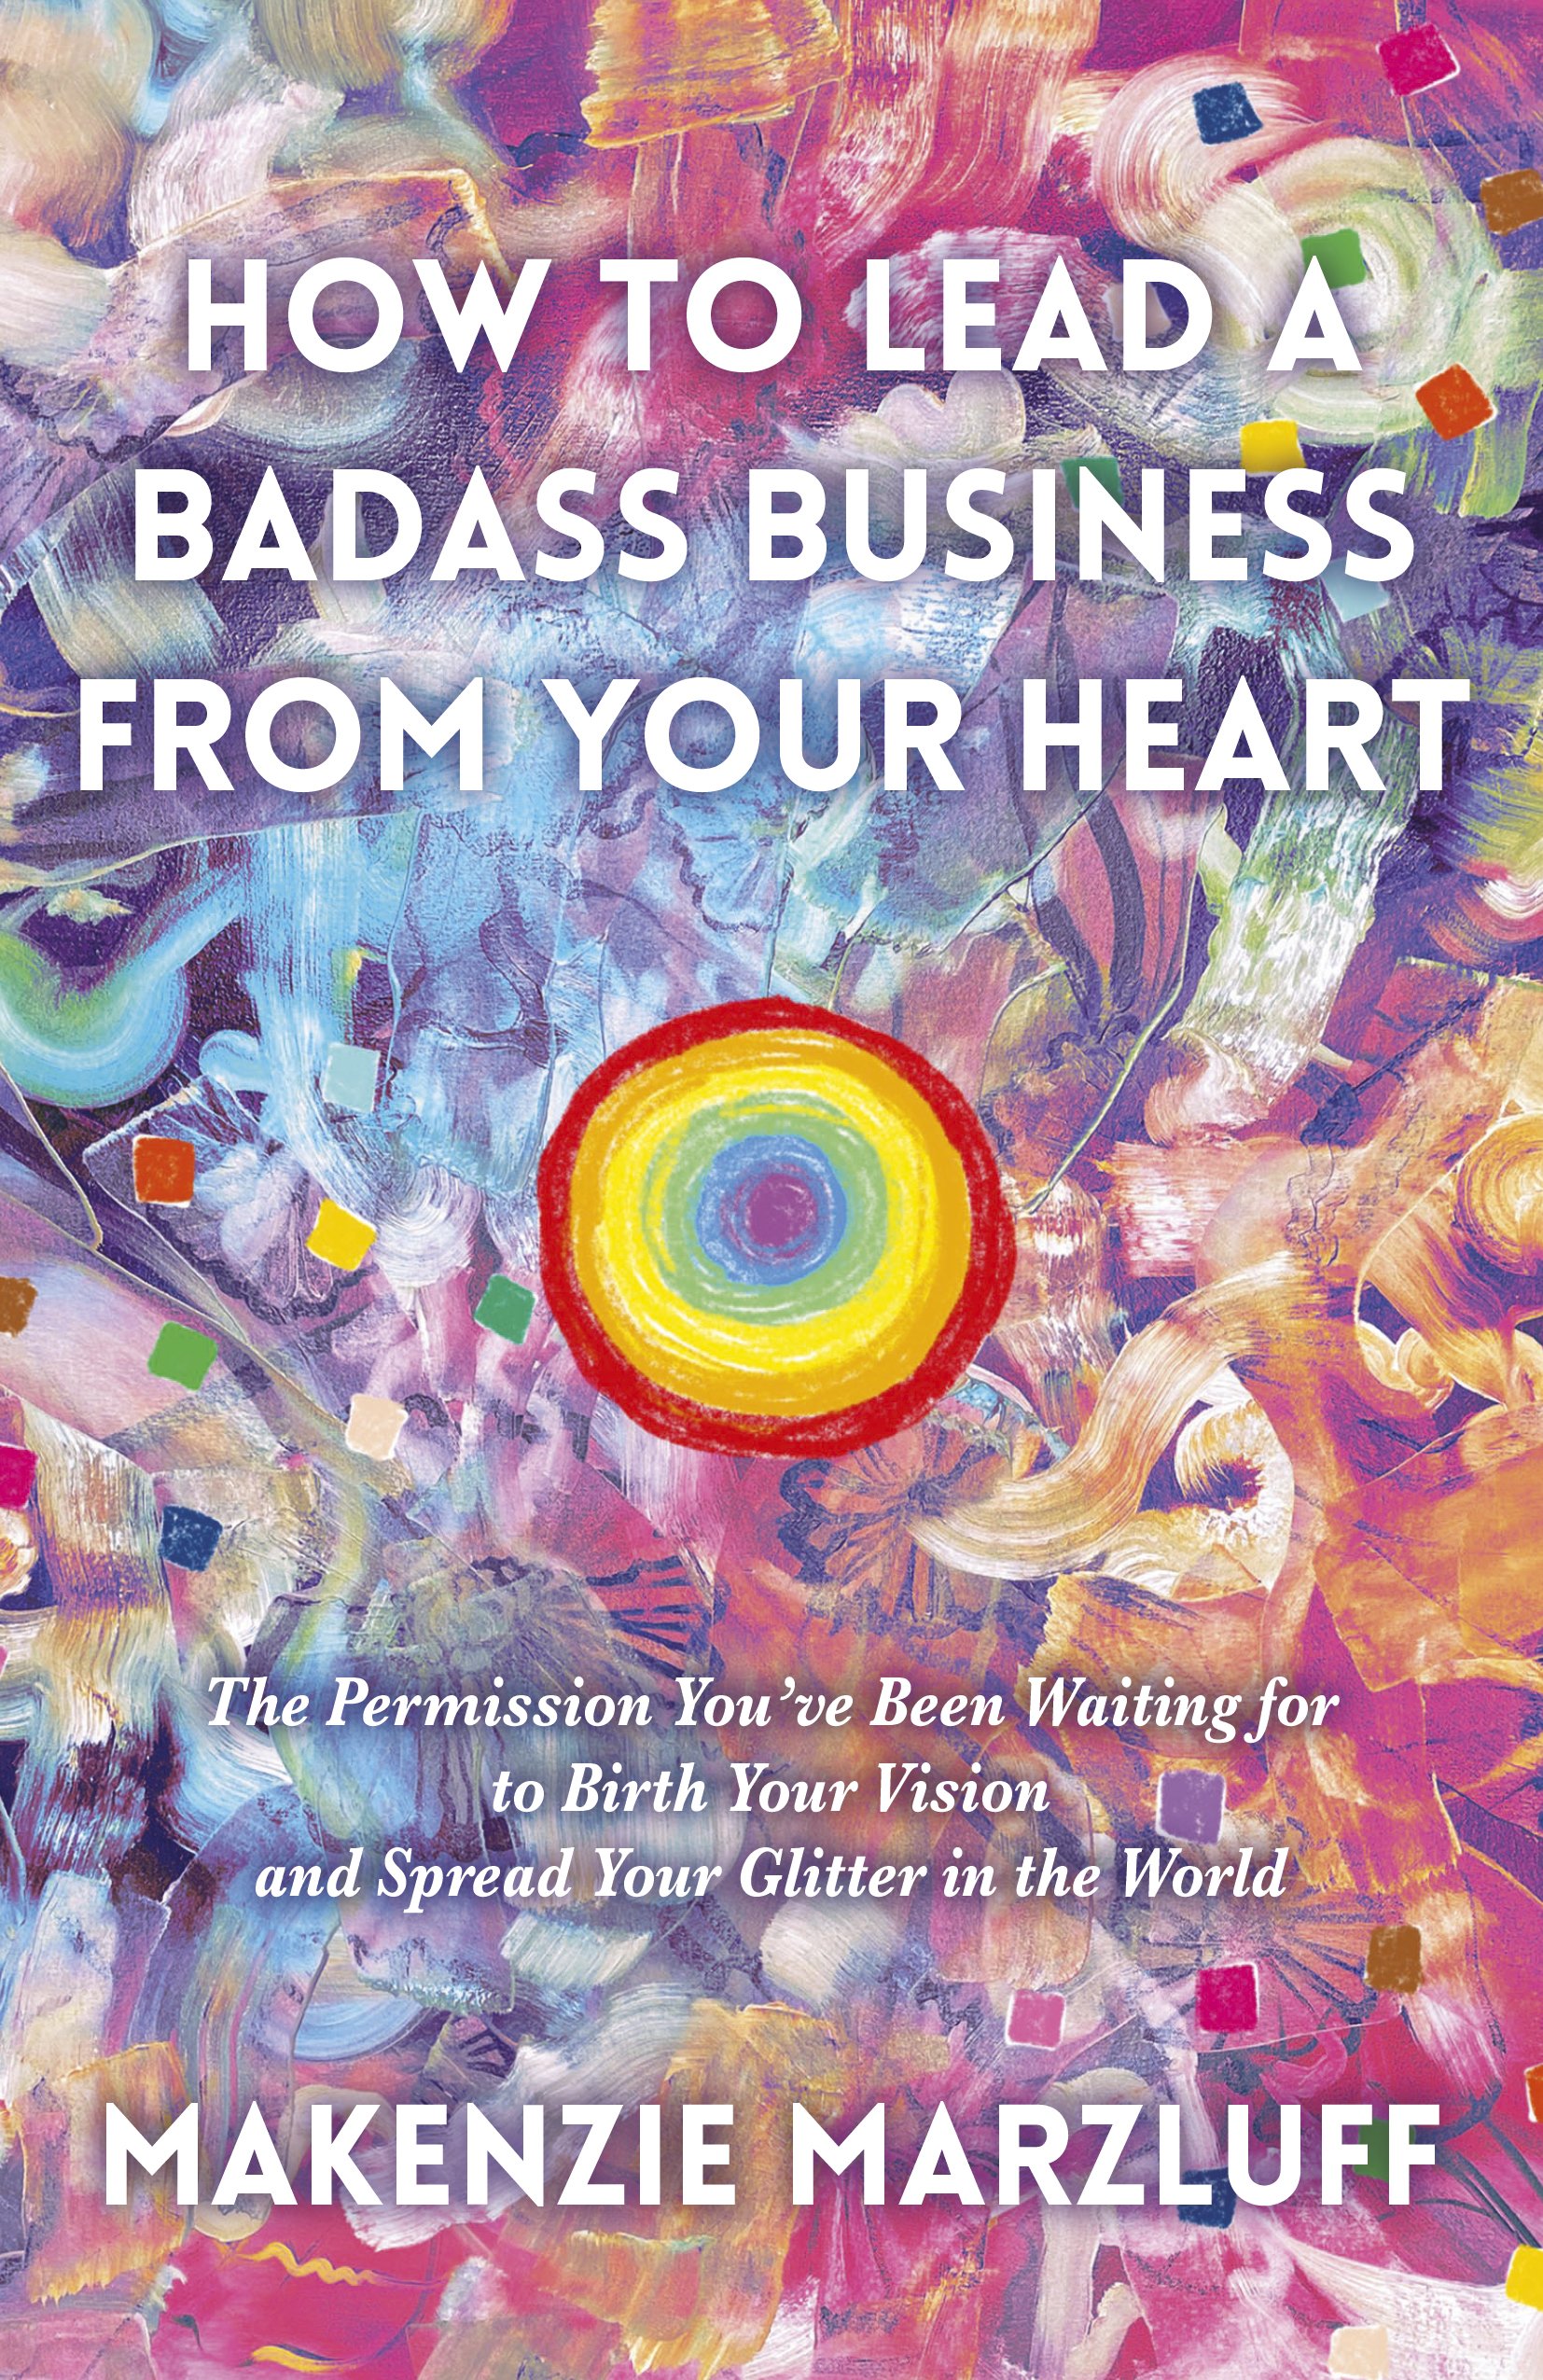 HOW TO LEAD A
BADASS BUSINESS
FROM YOUR HEART
The Permission You've Been Waiting for
to Birth Your Vision
and Spread Your Glitter in the World
MAKENZIE MARZLUFF